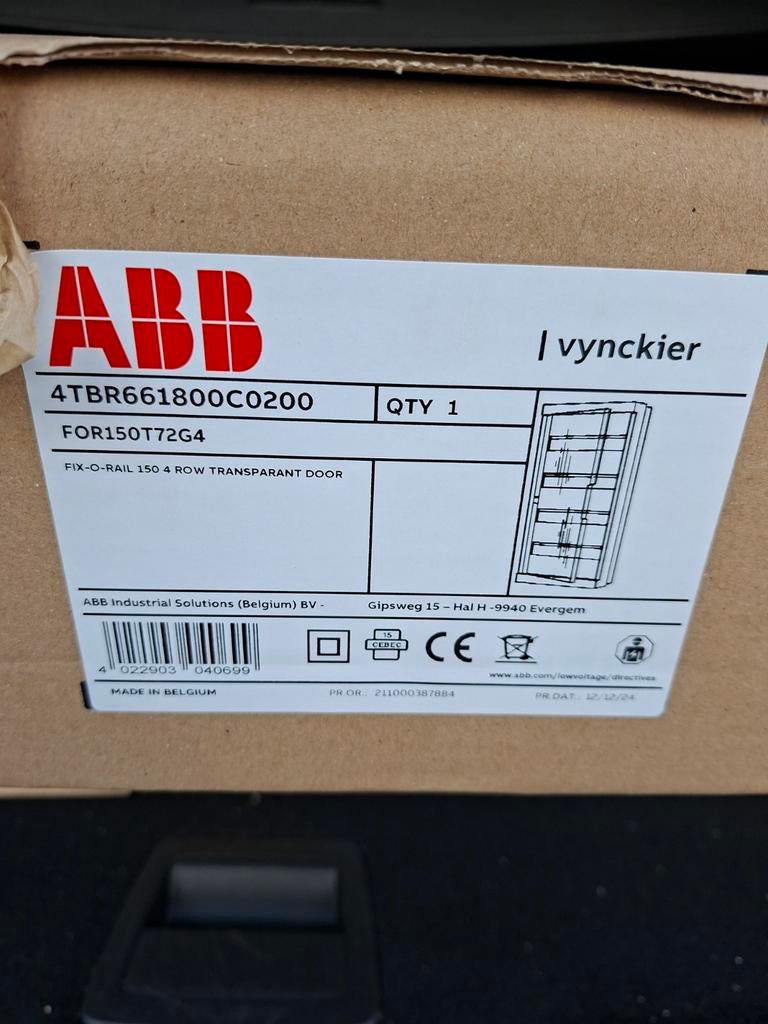 ABB
| vynckier
4TBR661800C0200
QTY 1
FOR150T72G4
FIX-O-RAIL 150 4 ROW TRANSPARANT DOOR
ABB Industrial Solutions (Belgium) BV - Gipsweg 15 – Hal H -9940 Evergem
15
CEBEC
CE
4 022903 040699
www.abb.com/lowvoltage/directives
MADE IN BELGIUM
PR.OR.: 211000387884
PR.DAT.: 12/12/24